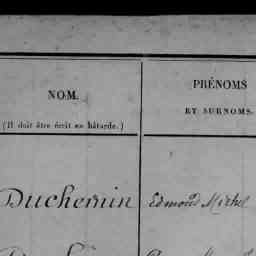 NOM.
(Il doit être écrit en bâtarde.)
PRÉNOMS
ET SURNOMS.
Duchemin
Edmond Michel